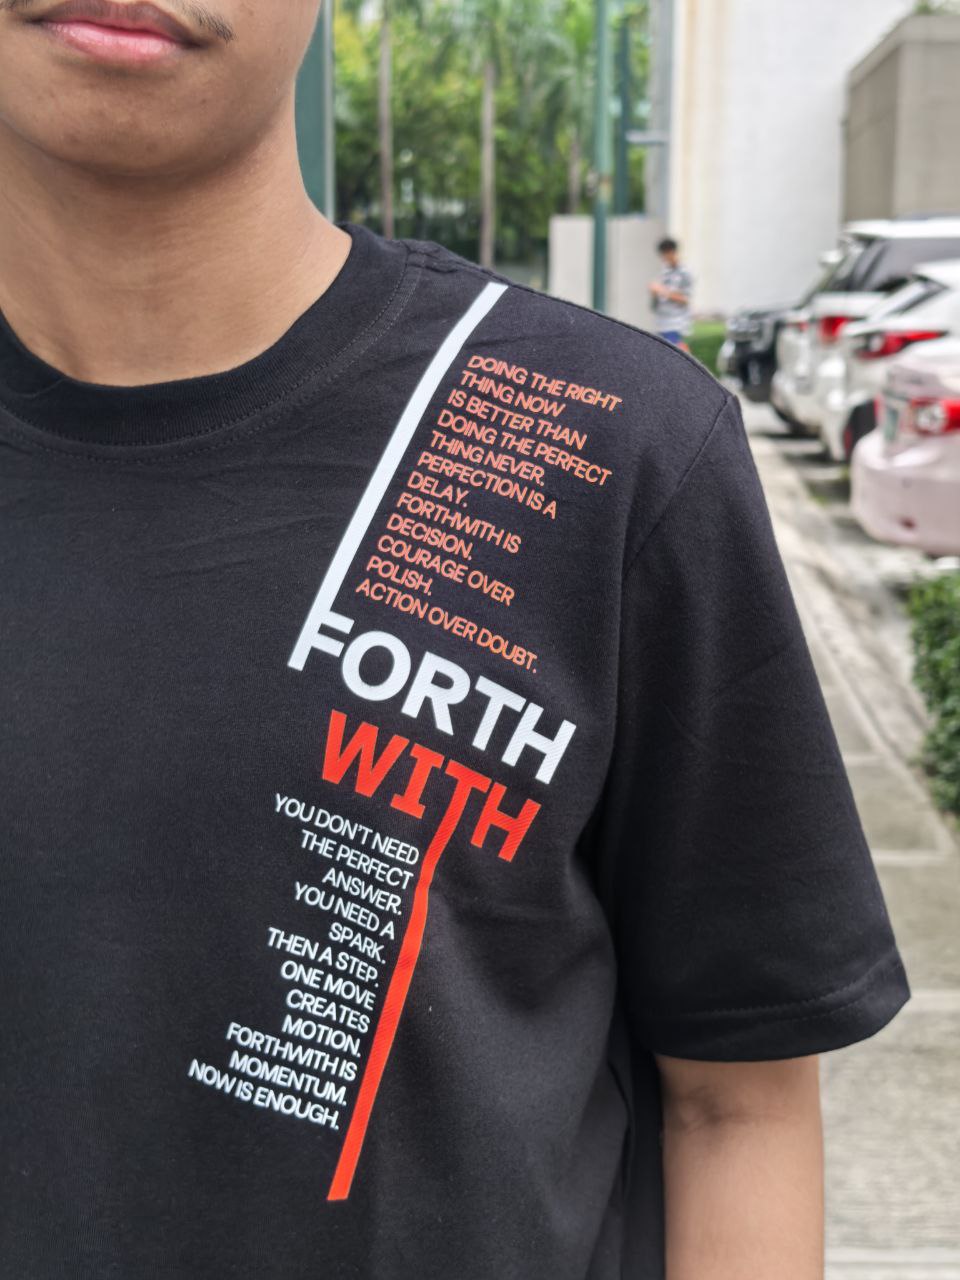 DOING THE RIGHT
THING NOW
IS BETTER THAN
DOING THE PERFECT
THING NEVER.
PERFECTION IS A
DELAY.
FORTHWITH IS
DECISION.
COURAGE OVER
POLISH.
ACTION OVER DOUBT.
FORTH
WITH
YOU DON'T NEED
THE PERFECT
ANSWER.
YOU NEED A
SPARK.
THEN A STEP.
ONE MOVE
CREATES
MOTION.
FORTHWITH IS
MOMENTUM.
NOW IS ENOUGH.